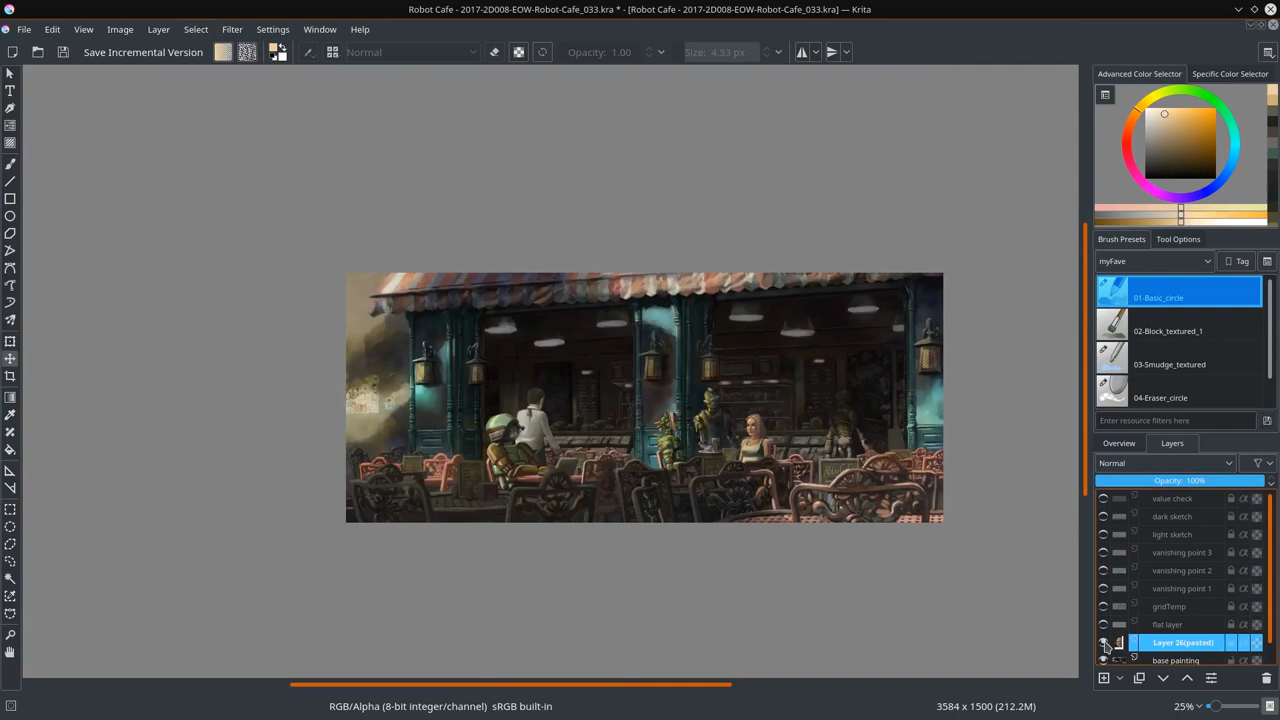 Robot Cafe - 2017-2D008-EOW-Robot-Cafe_033.kra * - [Robot Cafe - 2017-2D008-EOW-Robot-Cafe_033.kra] — Krita
File Edit View Image Layer Select Filter Settings Window Help
Save Incremental Version Normal Opacity: 1.00 Size: 4.53 px
Advanced Color Selector Specific Color Selector
Brush Presets Tool Options
myFave Tag
01-Basic_circle
02-Block_textured_1
03-Smudge_textured
04-Eraser_circle
Enter resource filters here
Overview Layers
Normal
Opacity: 100%
value check
dark sketch
light sketch
vanishing point 3
vanishing point 2
vanishing point 1
gridTemp
flat layer
Layer 26(pasted)
base painting
RGB/Alpha (8-bit integer/channel) sRGB built-in 3584 x 1500 (212.2M) 25%